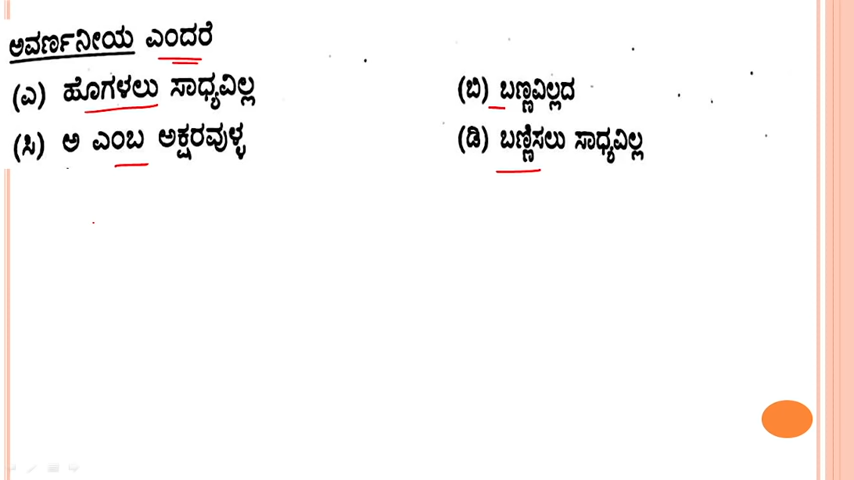 ಅವರ್ಣನೀಯ ಎಂದರೆ
(ಎ) ಹೊಗಳಲು ಸಾಧ್ಯವಿಲ್ಲ (ಬಿ) ಬಣ್ಣವಿಲ್ಲದ
(ಸಿ) ಅ ಎಂಬ ಅಕ್ಷರವುಳ್ಳ (ಡಿ) ಬಣ್ಣಿಸಲು ಸಾಧ್ಯವಿಲ್ಲ